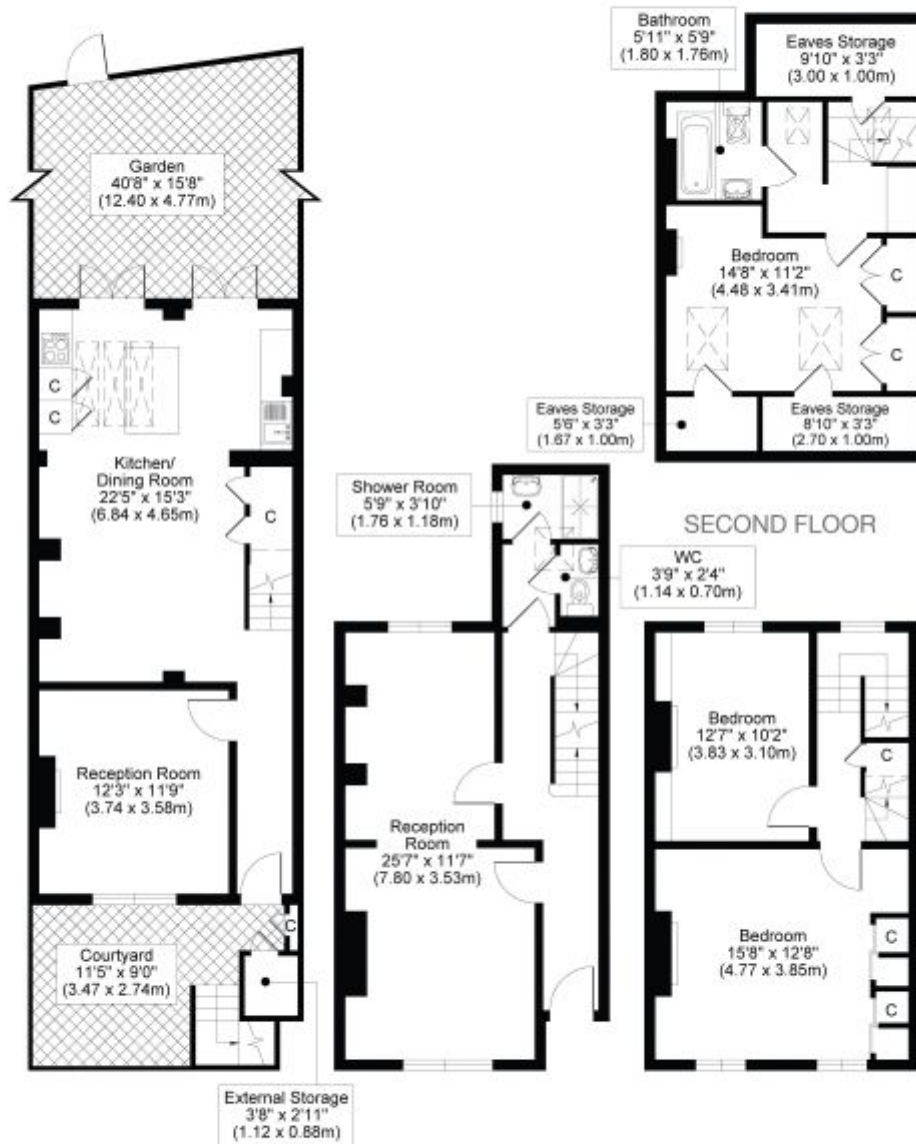 Garden
40'8" x 15'8"
(12.40 x 4.77m)
C
C
Kitchen/
Dining Room
22'5" x 15'3"
(6.84 x 4.65m)
C
Reception Room
12'3" x 11'9"
(3.74 x 3.58m)
C
Courtyard
11'5" x 9'0"
(3.47 x 2.74m)
External Storage
3'8" x 2'11"
(1.12 x 0.88m)
Shower Room
5'9" x 3'10"
(1.76 x 1.18m)
WC
3'9" x 2'4"
(1.14 x 0.70m)
Reception
Room
25'7" x 11'7"
(7.80 x 3.53m)
Bathroom
5'11" x 5'9"
(1.80 x 1.76m)
Eaves Storage
9'10" x 3'3"
(3.00 x 1.00m)
Bedroom
14'8" x 11'2"
(4.48 x 3.41m)
C
C
Eaves Storage
5'6" x 3'3"
(1.67 x 1.00m)
Eaves Storage
8'10" x 3'3"
(2.70 x 1.00m)
SECOND FLOOR
Bedroom
12'7" x 10'2"
(3.83 x 3.10m)
C
Bedroom
15'8" x 12'8"
(4.77 x 3.85m)
C
C